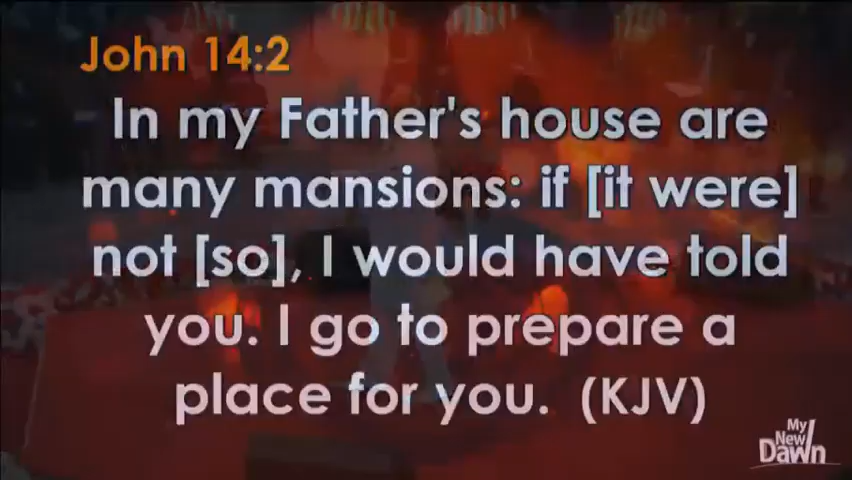 John 14:2
In my Father's house are
many mansions: if [it were]
not [so], I would have told
you. I go to prepare a
place for you. (KJV)
My
New
Dawn